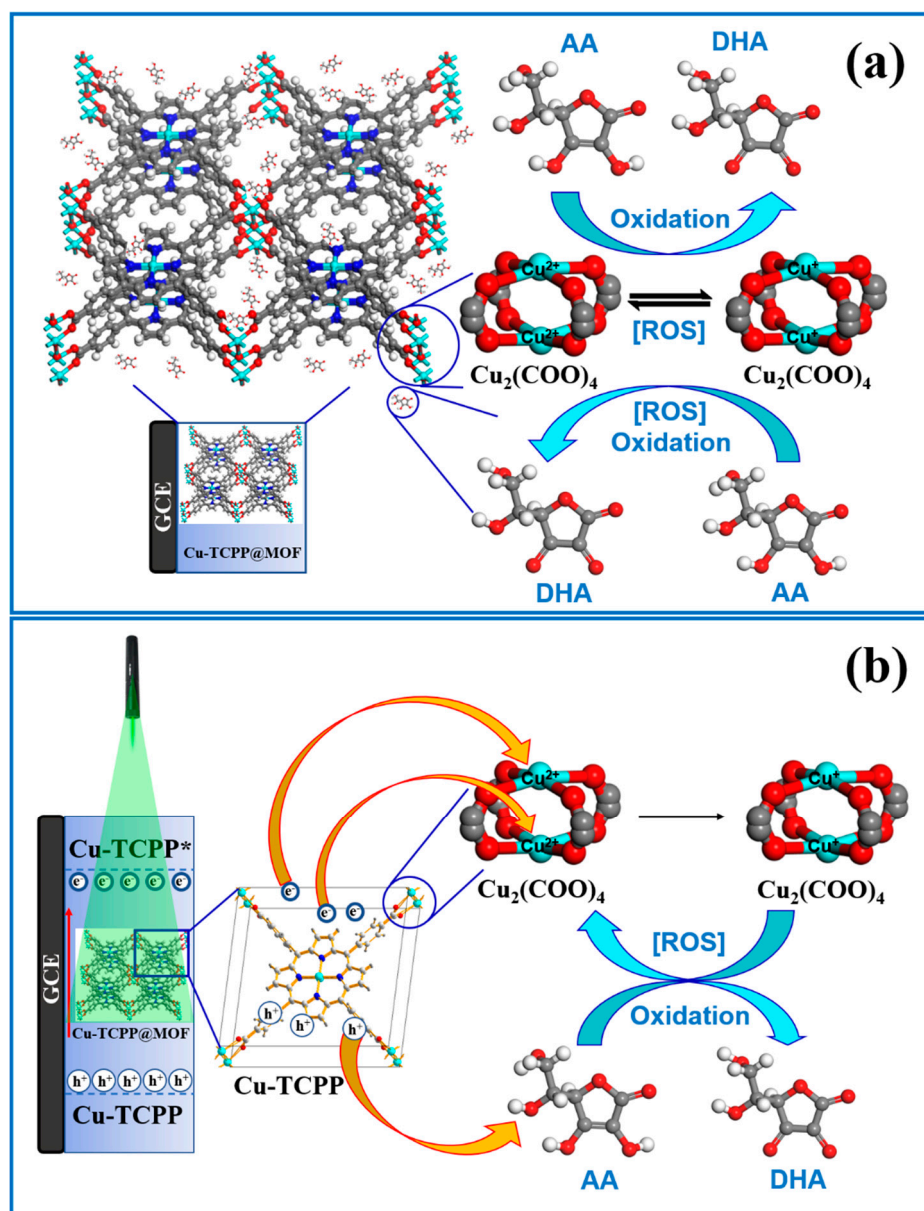 (a)
AA
DHA
Oxidation
Cu²⁺
Cu⁺
[ROS]
Cu²⁺
Cu⁺
Cu₂(COO)₄
Cu₂(COO)₄
[ROS]
Oxidation
GCE
Cu-TCPP@MOF
DHA
AA
(b)
Cu²⁺
Cu⁺
Cu²⁺
Cu⁺
Cu₂(COO)₄
Cu₂(COO)₄
Cu-TCPP*
e⁻ e⁻ e⁻ e⁻ e⁻
e⁻
e⁻ e⁻
GCE
Cu-TCPP@MOF
h⁺ h⁺ h⁺ h⁺ h⁺
Cu-TCPP
h⁺ h⁺ h⁺
Cu-TCPP
[ROS]
Oxidation
AA
DHA